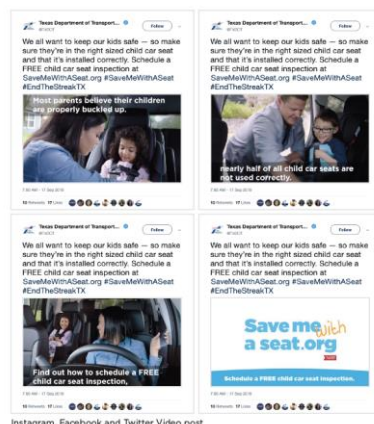 Texas Department of Transport...
Follow
We all want to keep our kids safe — so make
sure they're in the right sized child car seat
and that it's installed correctly. Schedule a
FREE child car seat inspection at
SaveMeWithASeat.org #SaveMeWithASeat
#EndTheStreakTX
Most parents believe their children
are properly buckled up.
Texas Department of Transport...
Follow
We all want to keep our kids safe — so make
sure they're in the right sized child car seat
and that it's installed correctly. Schedule a
FREE child car seat inspection at
SaveMeWithASeat.org #SaveMeWithASeat
#EndTheStreakTX
nearly half of all child car seats are
not used correctly.
Texas Department of Transport...
Follow
We all want to keep our kids safe — so make
sure they're in the right sized child car seat
and that it's installed correctly. Schedule a
FREE child car seat inspection at
SaveMeWithASeat.org #SaveMeWithASeat
#EndTheStreakTX
Find out how to schedule a FREE
child car seat inspection,
Texas Department of Transport...
Follow
We all want to keep our kids safe — so make
sure they're in the right sized child car seat
and that it's installed correctly. Schedule a
FREE child car seat inspection at
SaveMeWithASeat.org #SaveMeWithASeat
#EndTheStreakTX
Save me with
a seat.org
Schedule a FREE child car seat inspection.
Instagram, Facebook and Twitter Video post